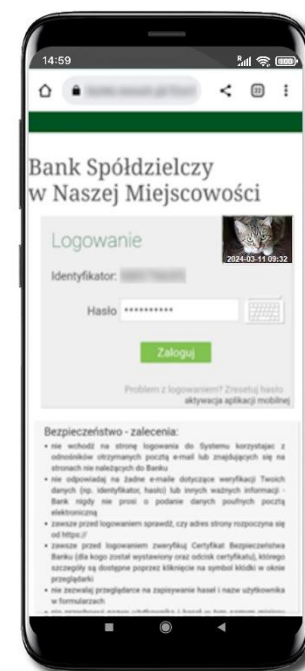 14:59
33
Bank Spółdzielczy
w Naszej Miejscowości
Logowanie
2024-03-11 09:32
Identyfikator:
Hasło **********
Zaloguj
Problem z logowaniem? Zresetuj hasło
aktywacja aplikacji mobilnej
Bezpieczeństwo - zalecenia:
• nie wchodź na stronę logowania do Systemu korzystając z
odnośników otrzymanych pocztą e-mail lub znajdujących się na
stronach nie należących do Banku
• nie odpowiadaj na żadne e-maile dotyczące weryfikacji Twoich
danych (np. identyfikator, hasło) lub innych ważnych informacji -
Bank nigdy nie prosi o podanie danych poufnych pocztą
elektroniczną
• zawsze przed logowaniem sprawdź, czy adres strony rozpoczyna się
od https://
• zawsze przed logowaniem zweryfikuj Certyfikat Bezpieczeństwa
Banku (dla kogo został wystawiony oraz odcisk certyfikatu), którego
szczegóły są dostępne poprzez kliknięcie na symbol kłódki w oknie
przeglądarki
• nie zezwalaj przeglądarce na zapisywanie haseł i nazw użytkownika
w formularzach